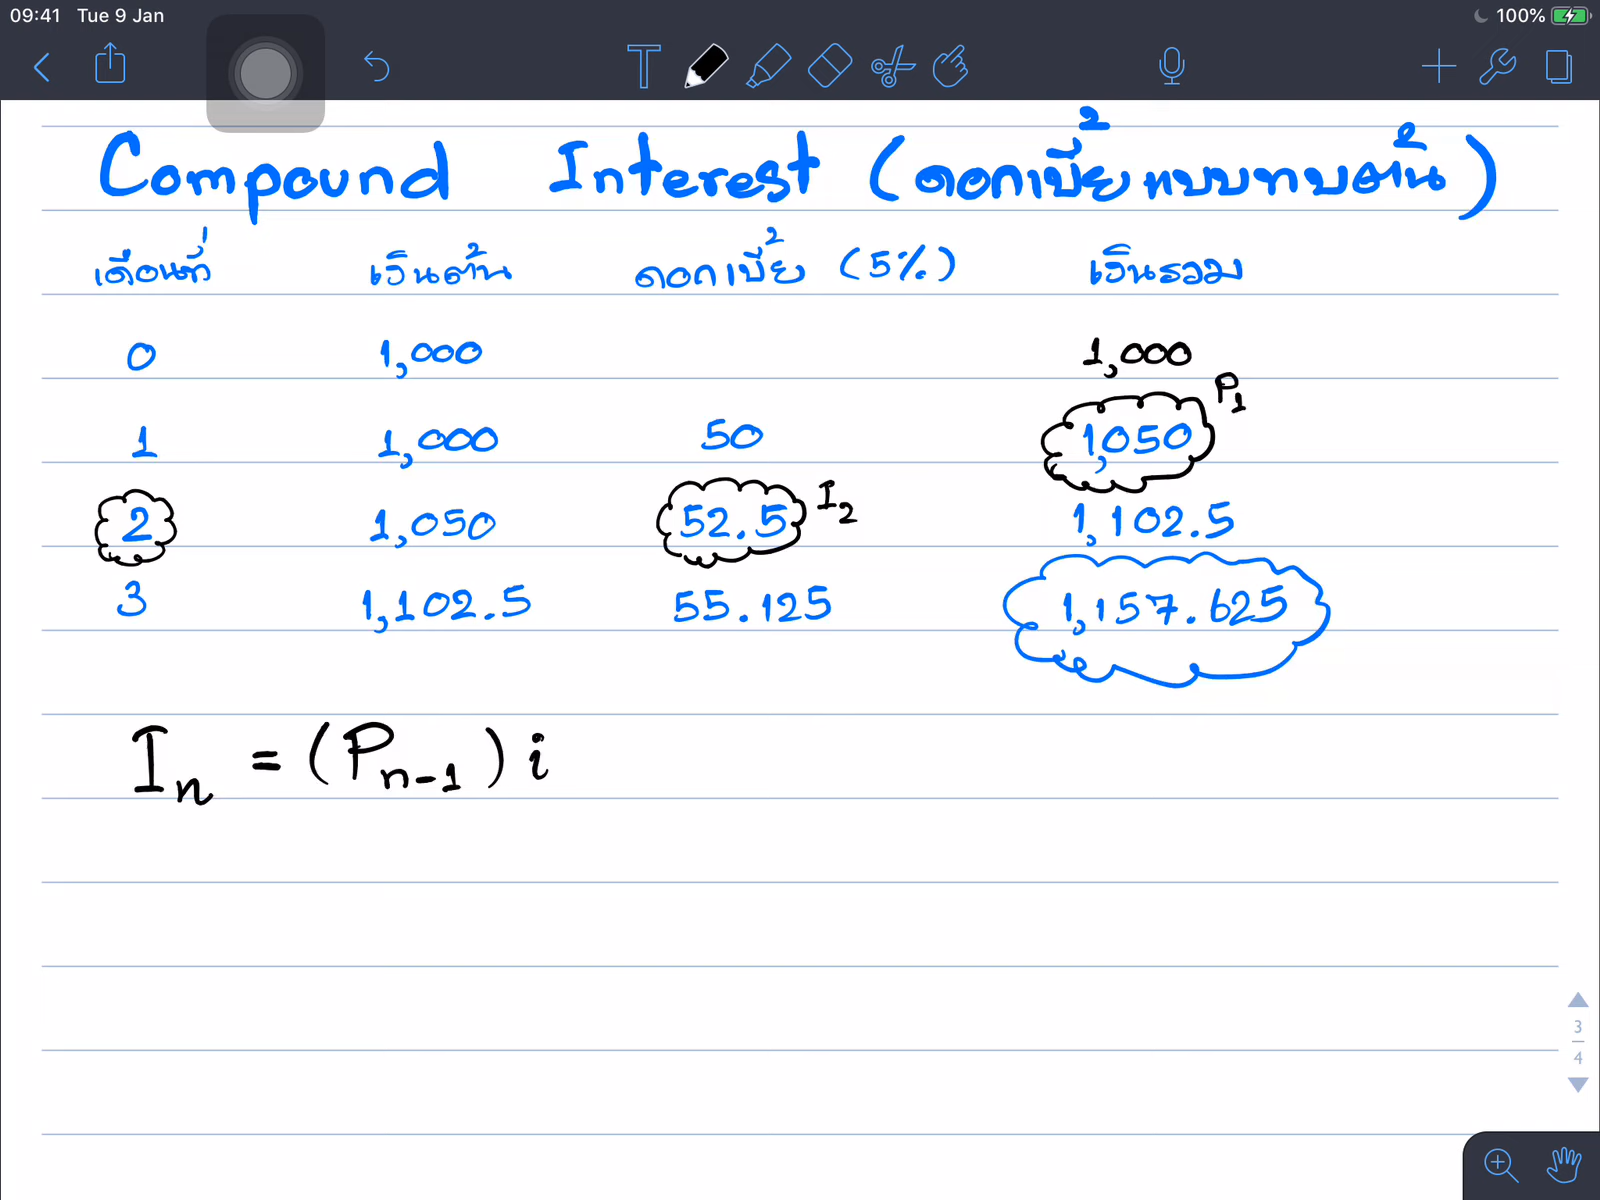 09:41 Tue 9 Jan 100%
T
Compound Interest (ดอกเบี้ยแบบทบต้น)
เดือนที่ เงินต้น ดอกเบี้ย (5%) เงินรวม
0 1,000 1,000
P1
1 1,000 50 1,050
2 1,050 52.5 I2 1,102.5
3 1,102.5 55.125 1,157.625
In = (Pn-1) i
3
4